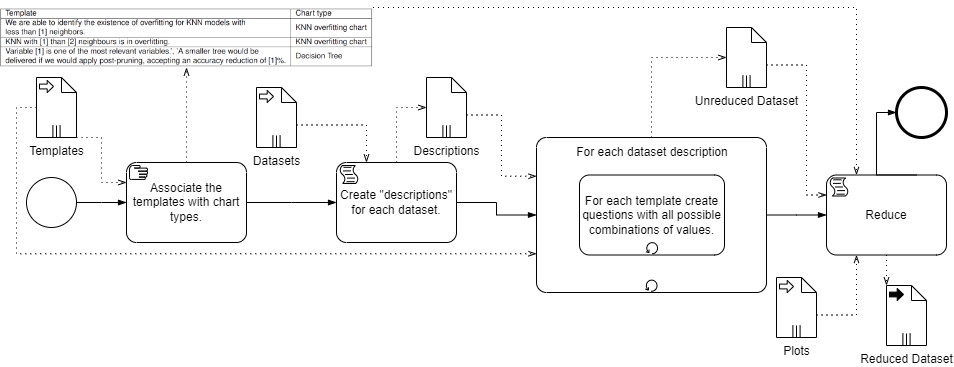 Template Chart type
We are able to identify the existence of overfitting for KNN models with
less than [1] neighbors. KNN overfitting chart
KNN with [1] than [2] neighbours is in overfitting. KNN overfitting chart
Variable [1] is one of the most relevant variables.', 'A smaller tree would be
delivered if we would apply post-pruning, accepting an accuracy reduction of [1]%. Decision Tree
Templates
Datasets
Descriptions
Unreduced Dataset
Associate the
templates with chart
types.
Create "descriptions"
for each dataset.
For each dataset description
For each template create
questions with all possible
combinations of values.
Reduce
Plots
Reduced Dataset